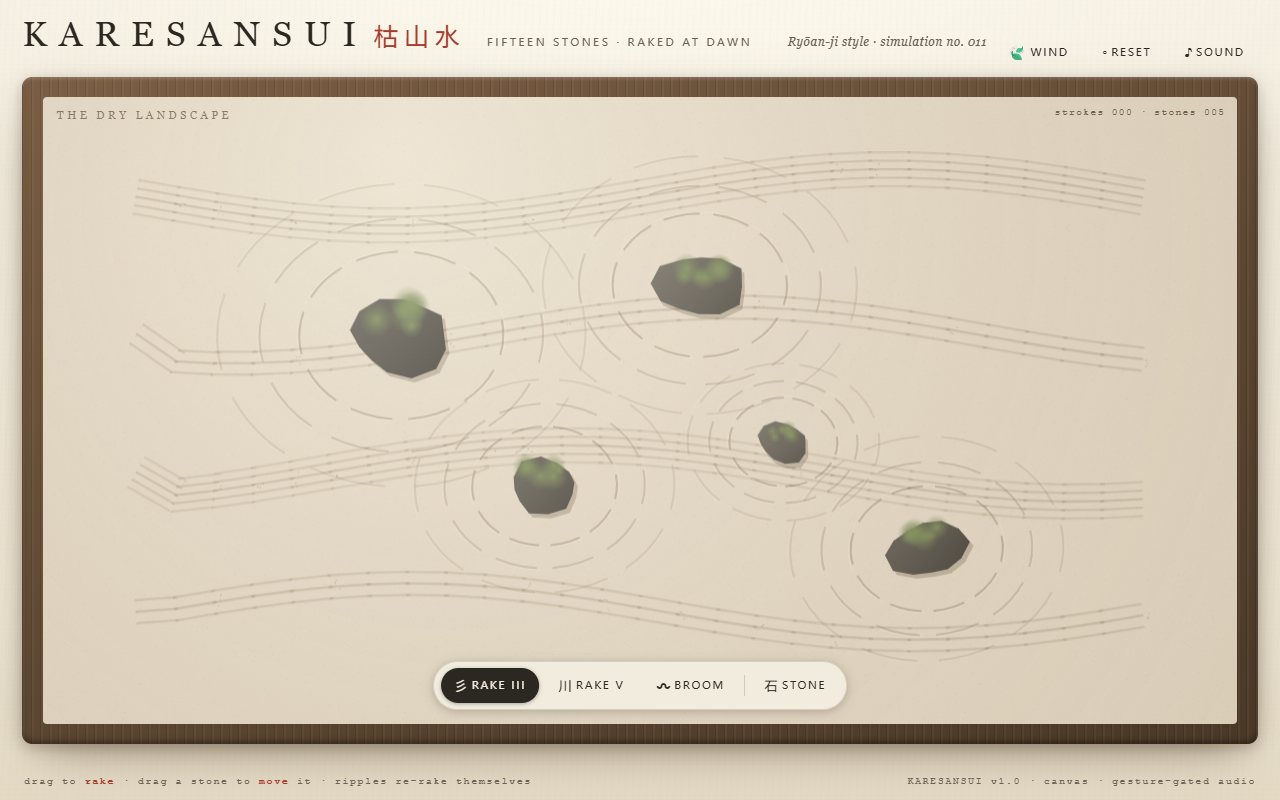 KARESANSUI 枯山水 FIFTEEN STONES · RAKED AT DAWN Ryōan-ji style · simulation no. 011 WIND RESET SOUND
THE DRY LANDSCAPE strokes 000 · stones 005
彡 RAKE III 川 RAKE V BROOM 石 STONE
drag to rake · drag a stone to move it · ripples re-rake themselves KARESANSUI v1.0 · canvas · gesture-gated audio